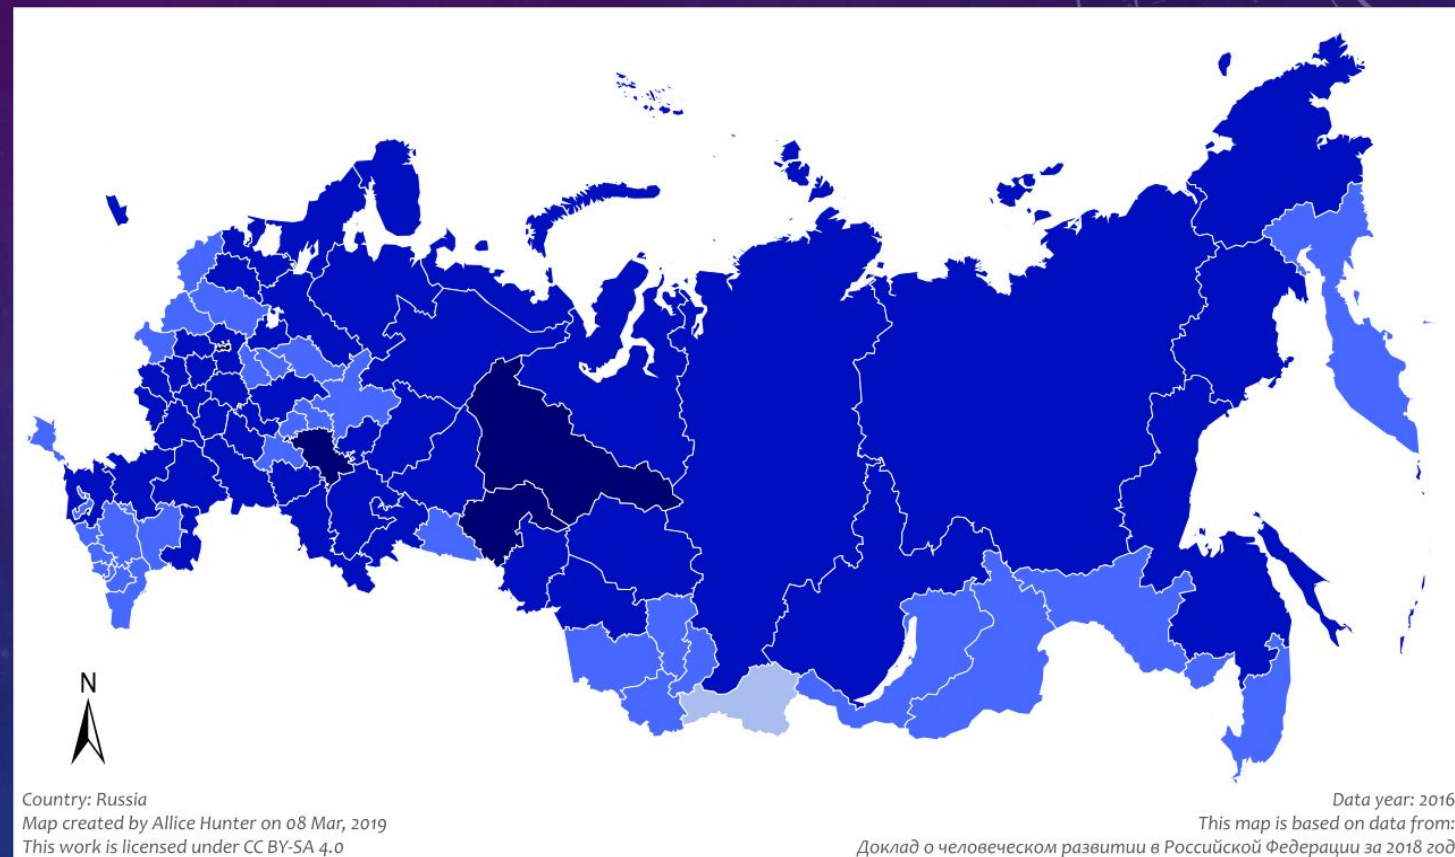 N
Country: Russia
Map created by Allice Hunter on 08 Mar, 2019
This work is licensed under CC BY-SA 4.0
Data year: 2016
This map is based on data from:
Доклад о человеческом развитии в Российской Федерации за 2018 год